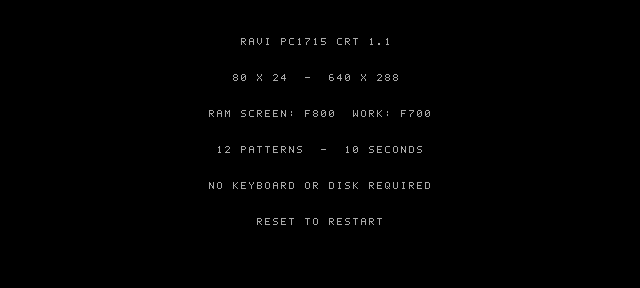 RAVI PC1715 CRT 1.1
80 X 24  -  640 X 288
RAM SCREEN: F800  WORK: F700
12 PATTERNS  -  10 SECONDS
NO KEYBOARD OR DISK REQUIRED
RESET TO RESTART